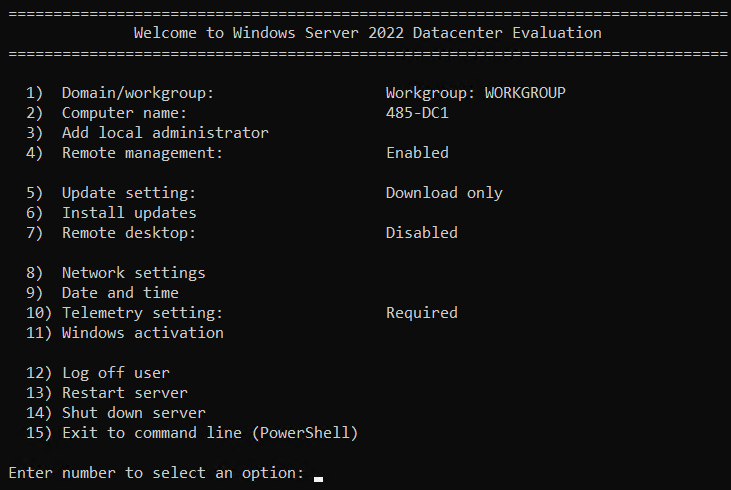 ================================================================================
Welcome to Windows Server 2022 Datacenter Evaluation
================================================================================
1) Domain/workgroup: Workgroup: WORKGROUP
2) Computer name: 485-DC1
3) Add local administrator
4) Remote management: Enabled
5) Update setting: Download only
6) Install updates
7) Remote desktop: Disabled
8) Network settings
9) Date and time
10) Telemetry setting: Required
11) Windows activation
12) Log off user
13) Restart server
14) Shut down server
15) Exit to command line (PowerShell)
Enter number to select an option: